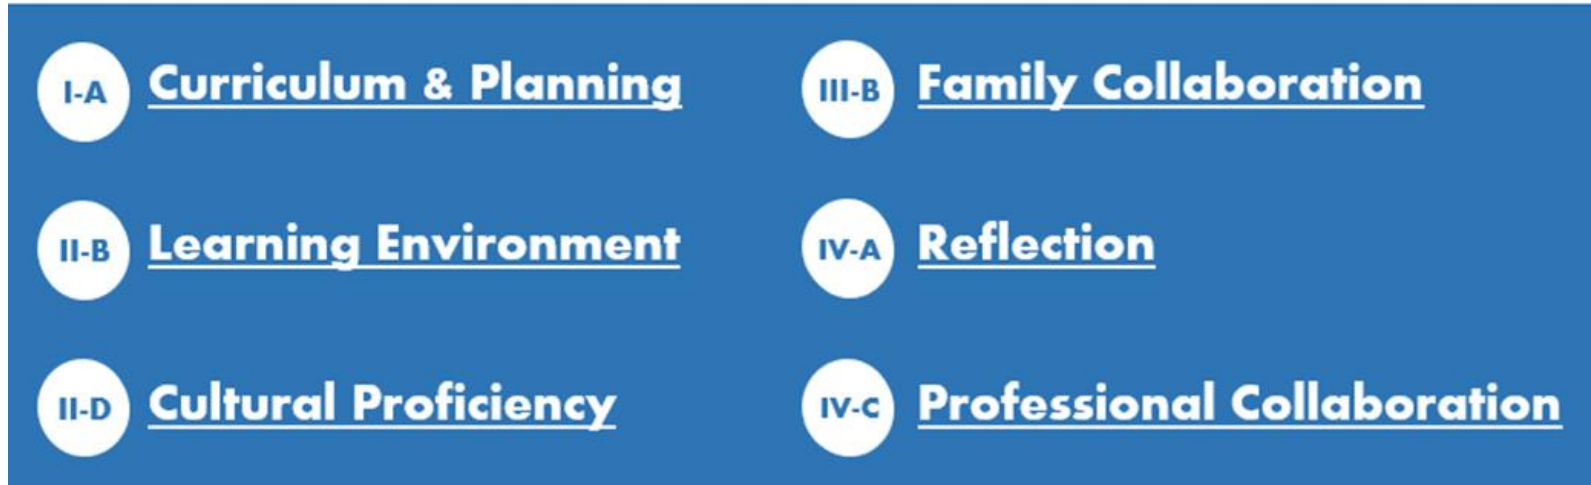 I-A Curriculum & Planning
II-B Learning Environment
II-D Cultural Proficiency
III-B Family Collaboration
IV-A Reflection
IV-C Professional Collaboration